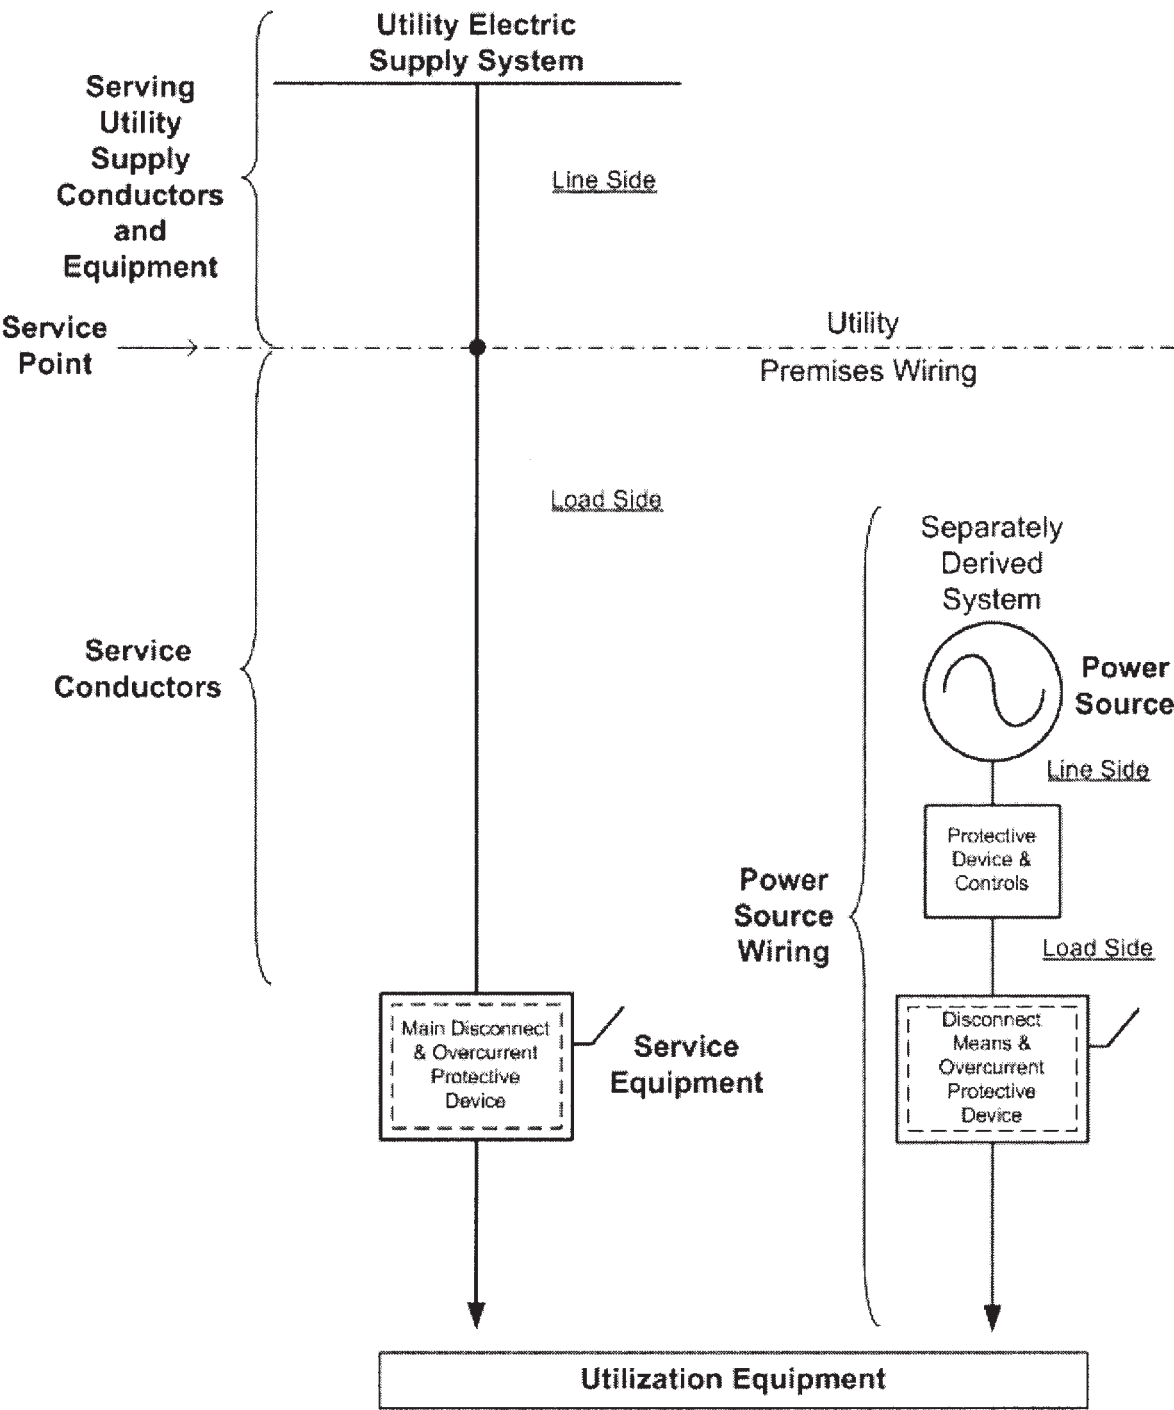 Utility Electric
Supply System
Serving
Utility
Supply
Conductors
and
Equipment
Line Side
Service
Point
Utility
Premises Wiring
Load Side
Service
Conductors
Separately
Derived
System
Power
Source
Line Side
Protective
Device &
Controls
Power
Source
Wiring
Load Side
Main Disconnect
& Overcurrent
Protective
Device
Service
Equipment
Disconnect
Means &
Overcurrent
Protective
Device
Utilization Equipment